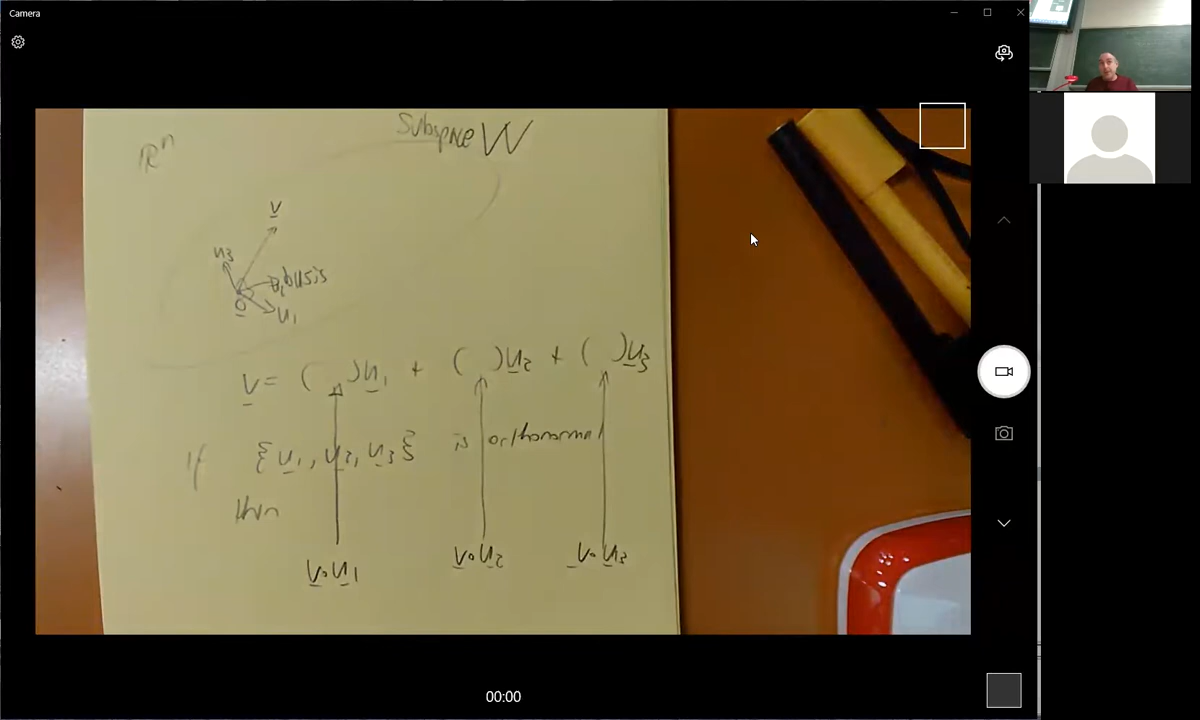 Camera
Subspace W
ℝⁿ
v
u3
basis
0
u1
v = ( )u1 + ( )u2 + ( )u3
If {u1, u2, u3} is orthonormal
then
v·u1 v·u2 v·u3
00:00